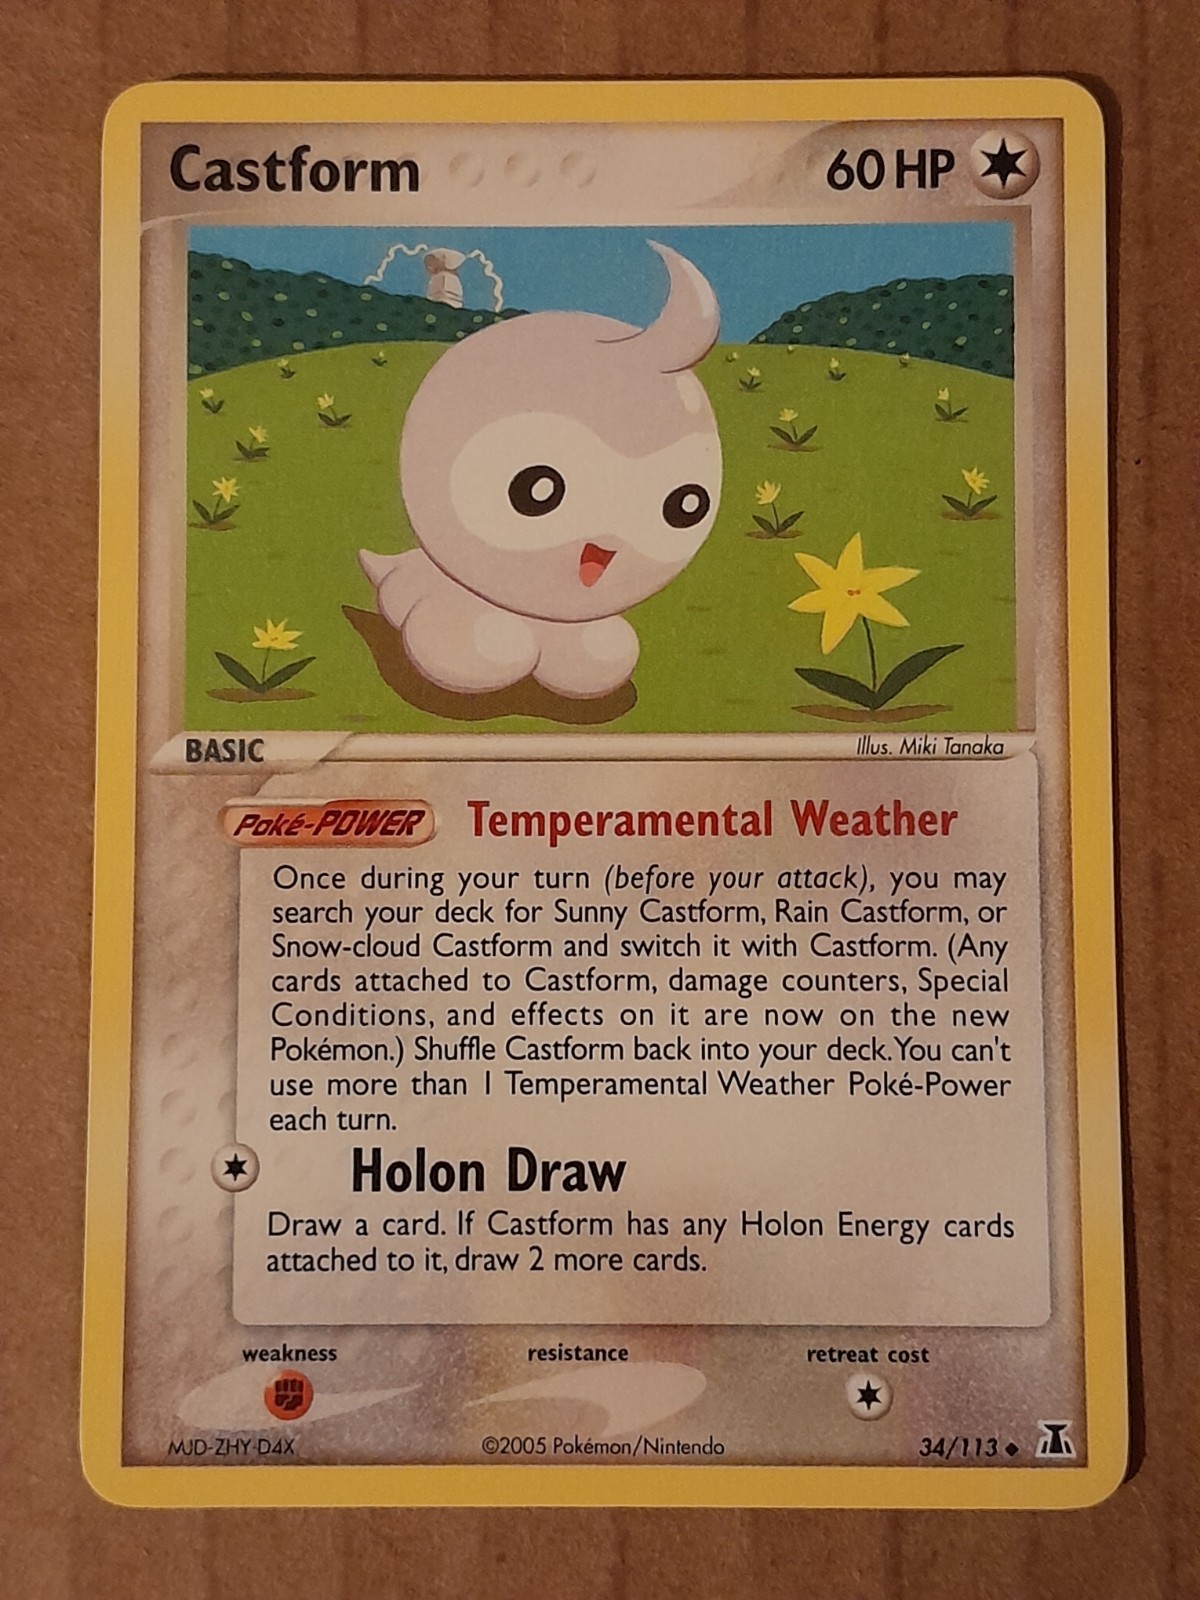 Castform 60 HP
BASIC Illus. Miki Tanaka
Poké-POWER Temperamental Weather
Once during your turn (before your attack), you may
search your deck for Sunny Castform, Rain Castform, or
Snow-cloud Castform and switch it with Castform. (Any
cards attached to Castform, damage counters, Special
Conditions, and effects on it are now on the new
Pokémon.) Shuffle Castform back into your deck. You can't
use more than 1 Temperamental Weather Poké-Power
each turn.
Holon Draw
Draw a card. If Castform has any Holon Energy cards
attached to it, draw 2 more cards.
weakness resistance retreat cost
MJD-ZHY-D4X ©2005 Pokémon/Nintendo 34/113